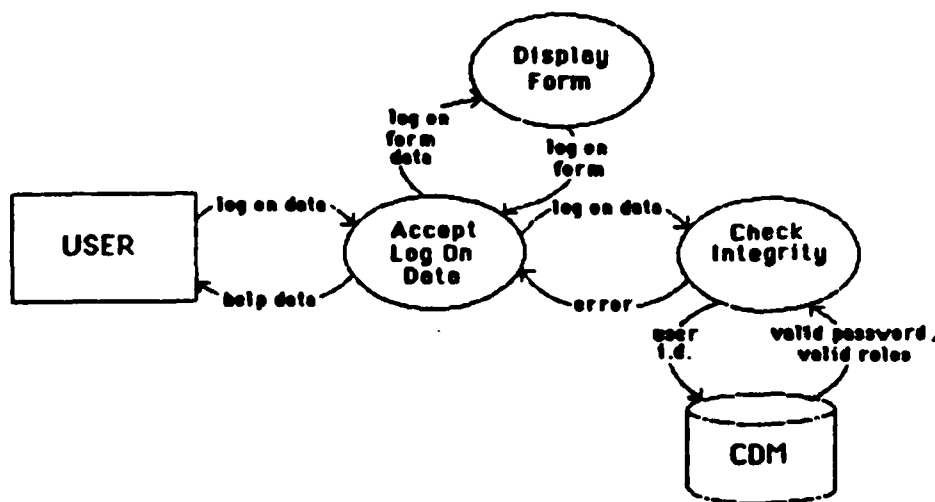 Display
Form
log on
form
data
log on
form
log on data
log on data
USER
Accept
Log On
Data
Check
Integrity
help data
error
user
i.d.
valid password,
valid roles
CDM